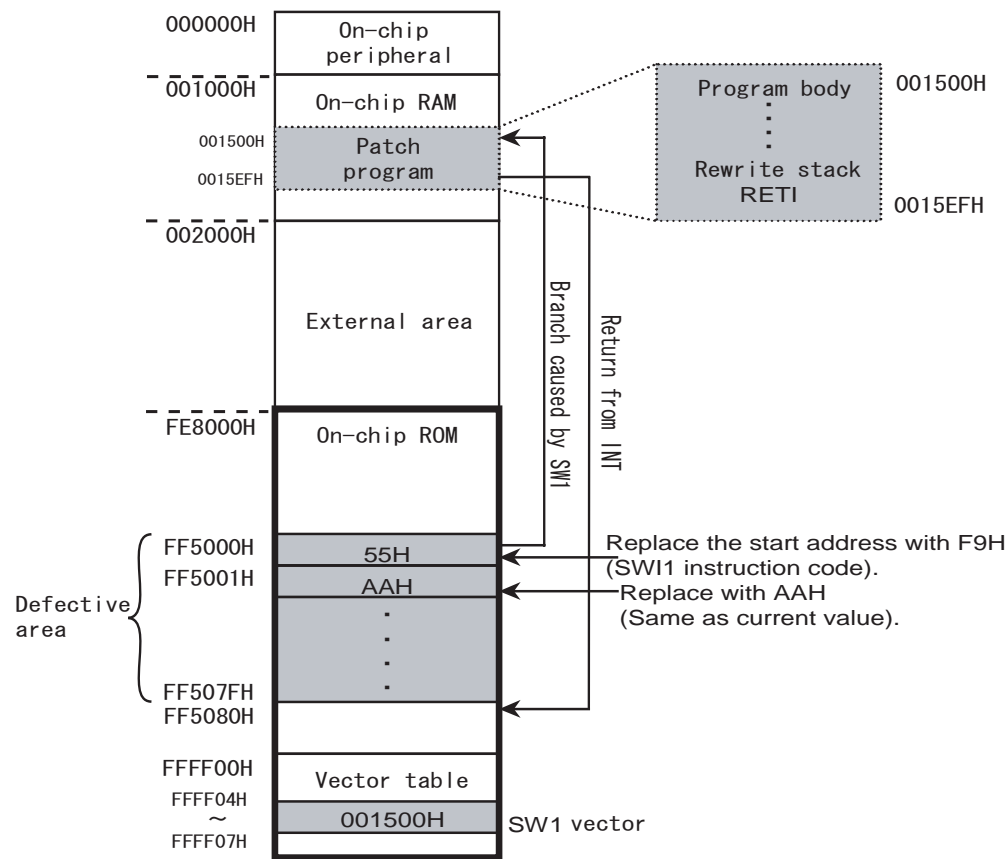 000000H
On-chip
peripheral
001000H
On-chip RAM
001500H
Patch
program
0015EFH
002000H
External area
FE8000H
On-chip ROM
Program body
001500H
Rewrite stack
RETI
0015EFH
Branch caused by SW1
Return from INT
Defective
area
FF5000H
55H
FF5001H
AAH
FF507FH
FF5080H
Replace the start address with F9H
(SWI1 instruction code).
Replace with AAH
(Same as current value).
FFFF00H
Vector table
FFFF04H
~
FFFF07H
001500H
SW1 vector